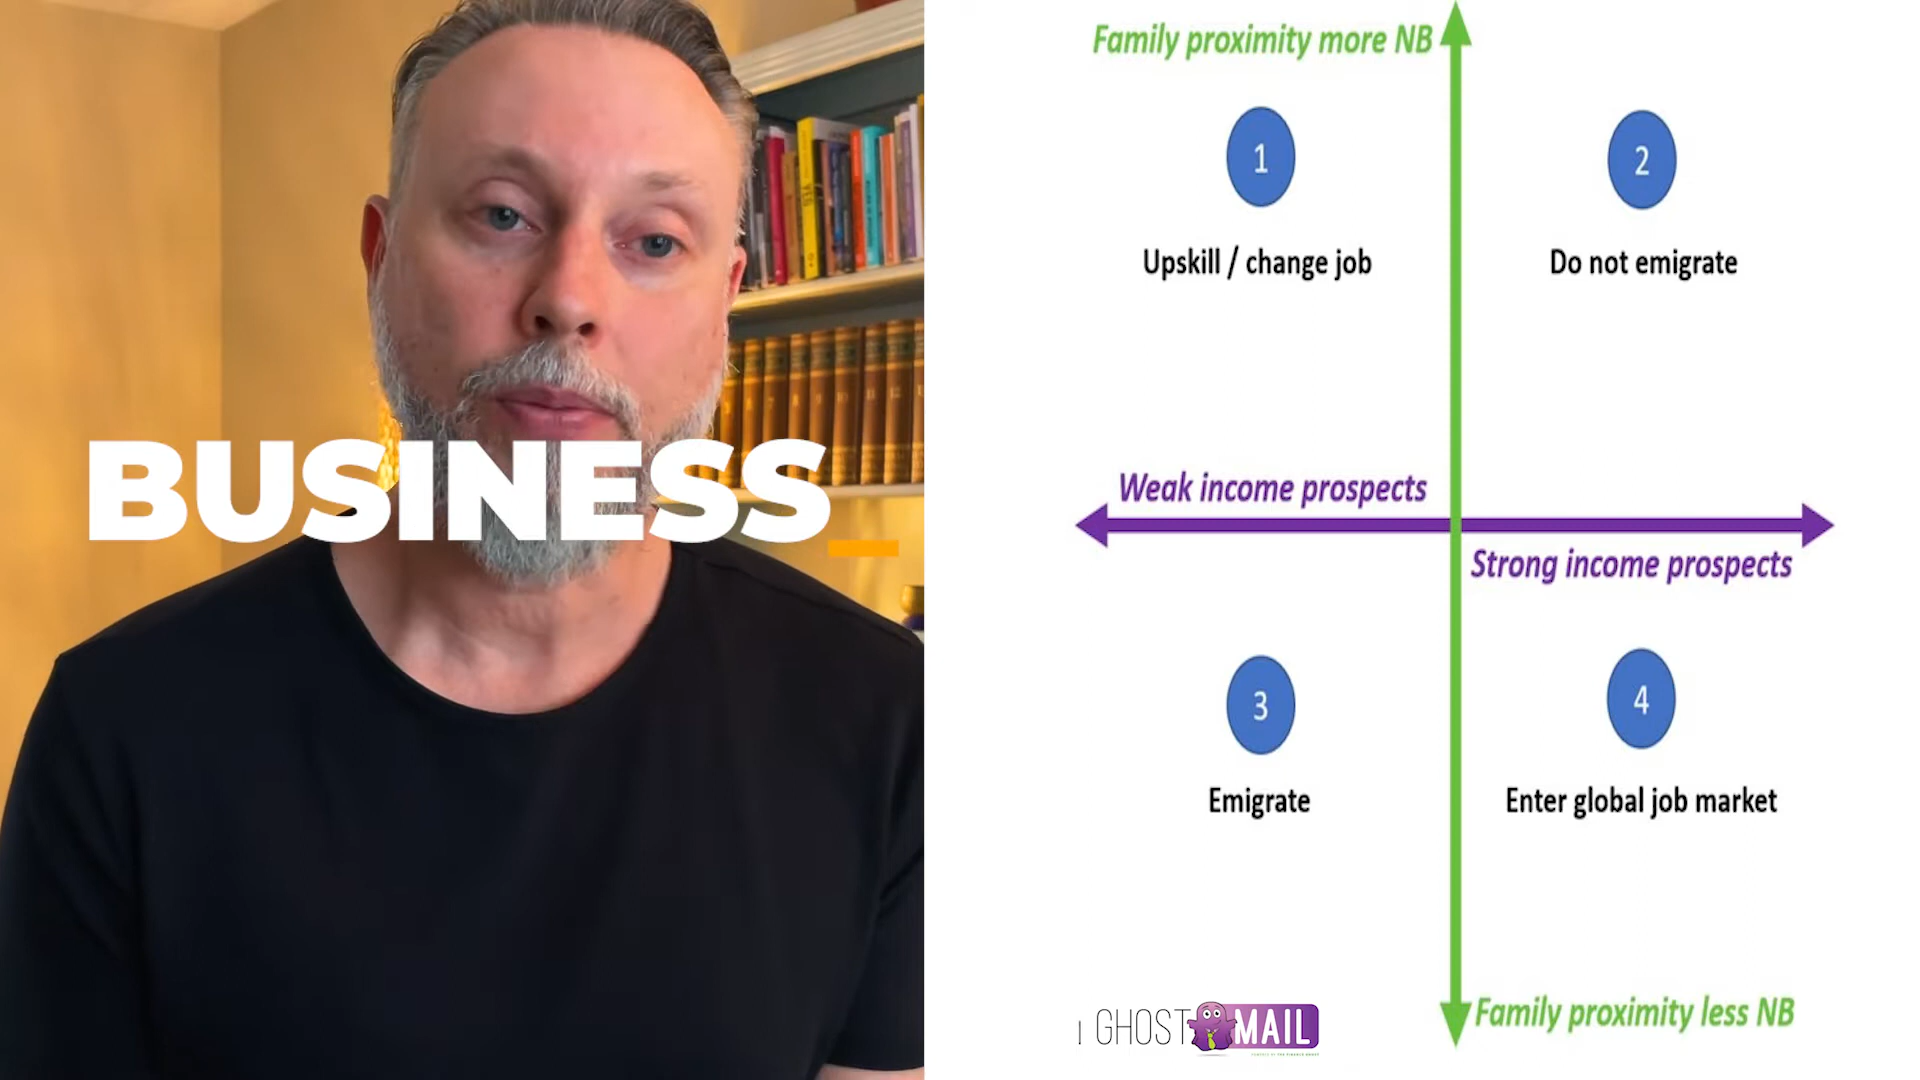 BUSINESS_
Family proximity more NB
1
2
Upskill / change job
Do not emigrate
Weak income prospects
Strong income prospects
3
4
Emigrate
Enter global job market
Family proximity less NB
GHOST MAIL